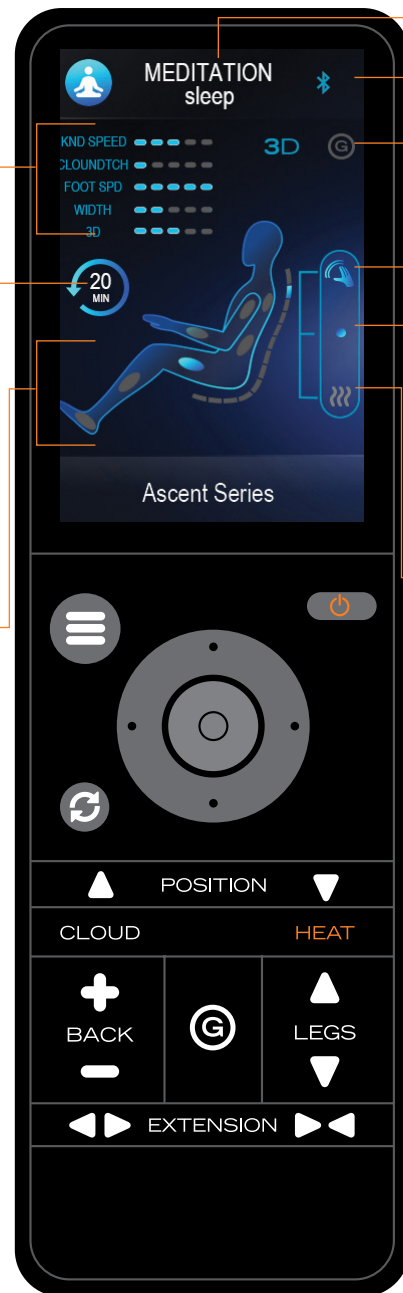 MEDITATION
sleep
KND SPEED
CLOUNDTCH
3D
G
FOOT SPD
WIDTH
3D
20
MIN
Ascent Series
POSITION
CLOUD HEAT
BACK G LEGS
EXTENSION